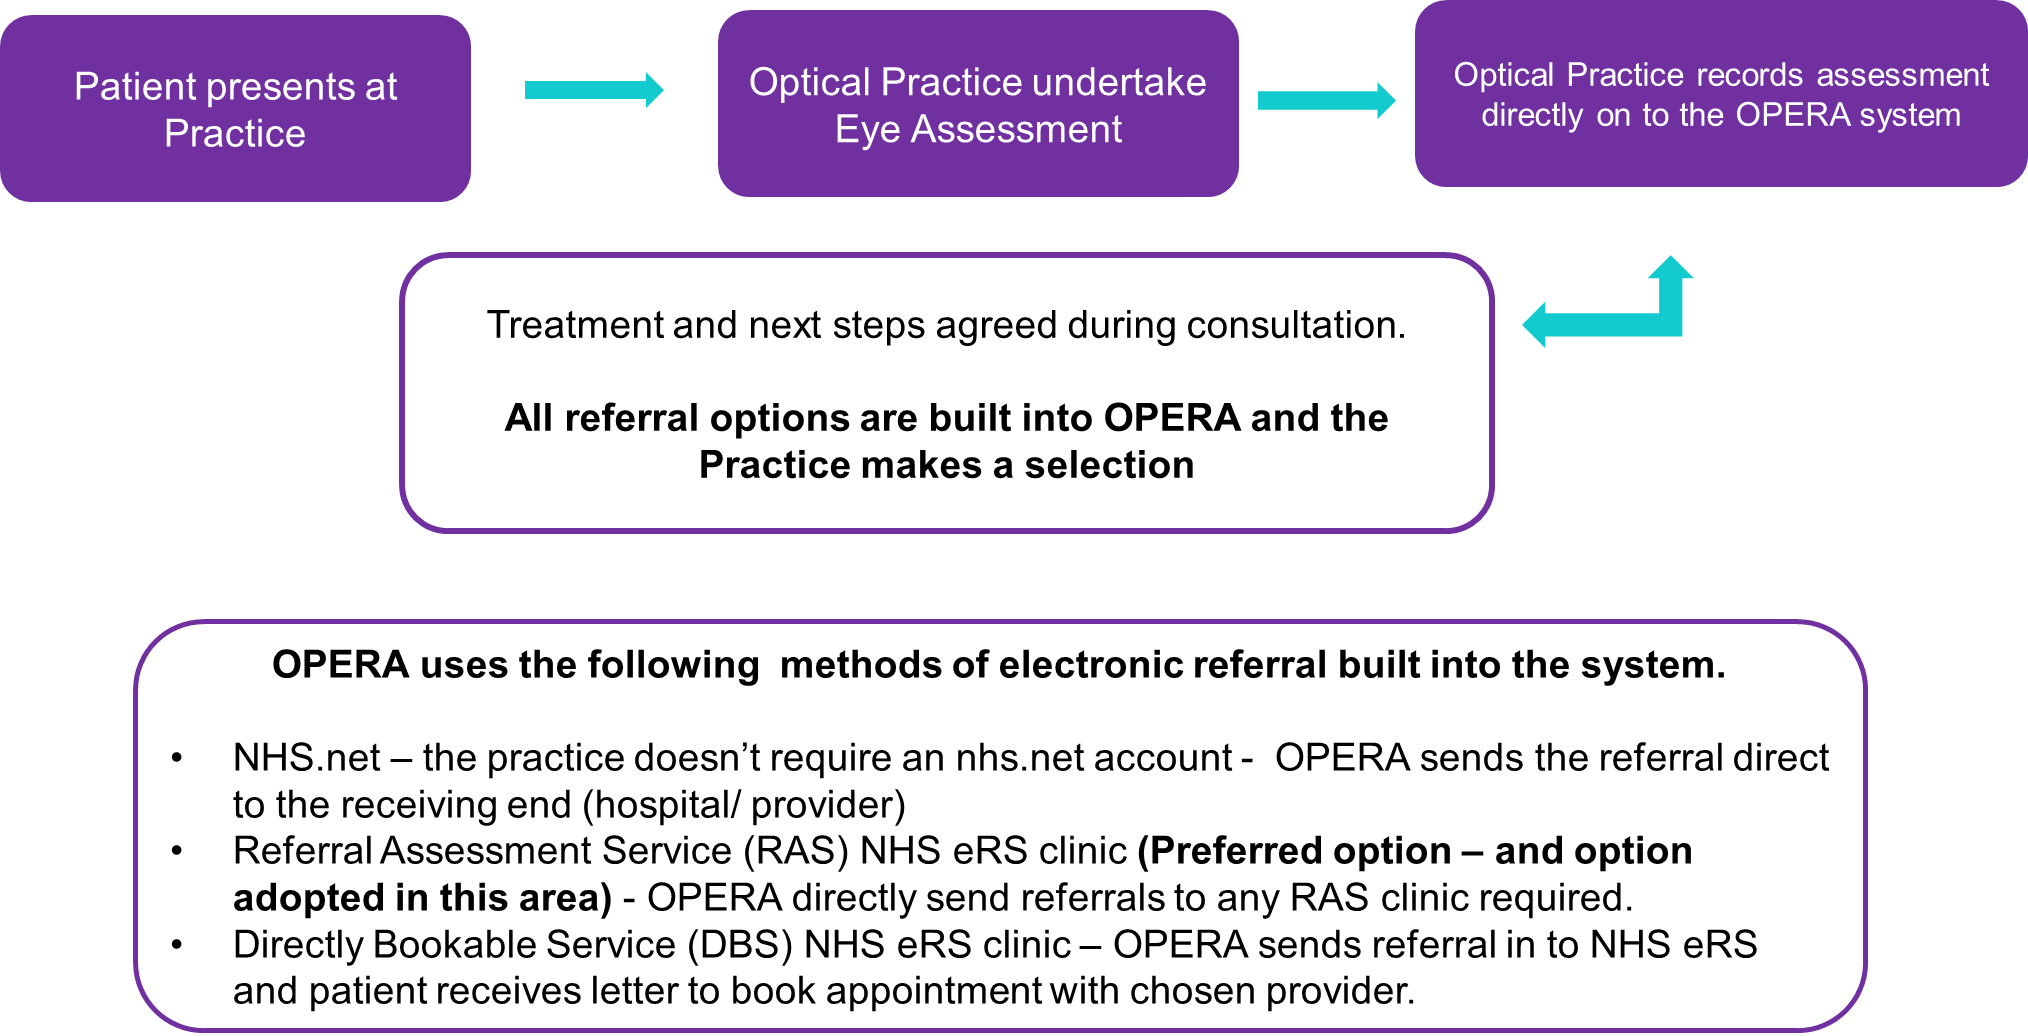 Patient presents at
Practice
Optical Practice undertake
Eye Assessment
Optical Practice records assessment
directly on to the OPERA system
Treatment and next steps agreed during consultation.
All referral options are built into OPERA and the
Practice makes a selection
OPERA uses the following  methods of electronic referral built into the system.
• NHS.net – the practice doesn’t require an nhs.net account -  OPERA sends the referral direct
to the receiving end (hospital/ provider)
• Referral Assessment Service (RAS) NHS eRS clinic (Preferred option – and option
adopted in this area) - OPERA directly send referrals to any RAS clinic required.
• Directly Bookable Service (DBS) NHS eRS clinic – OPERA sends referral in to NHS eRS
and patient receives letter to book appointment with chosen provider.